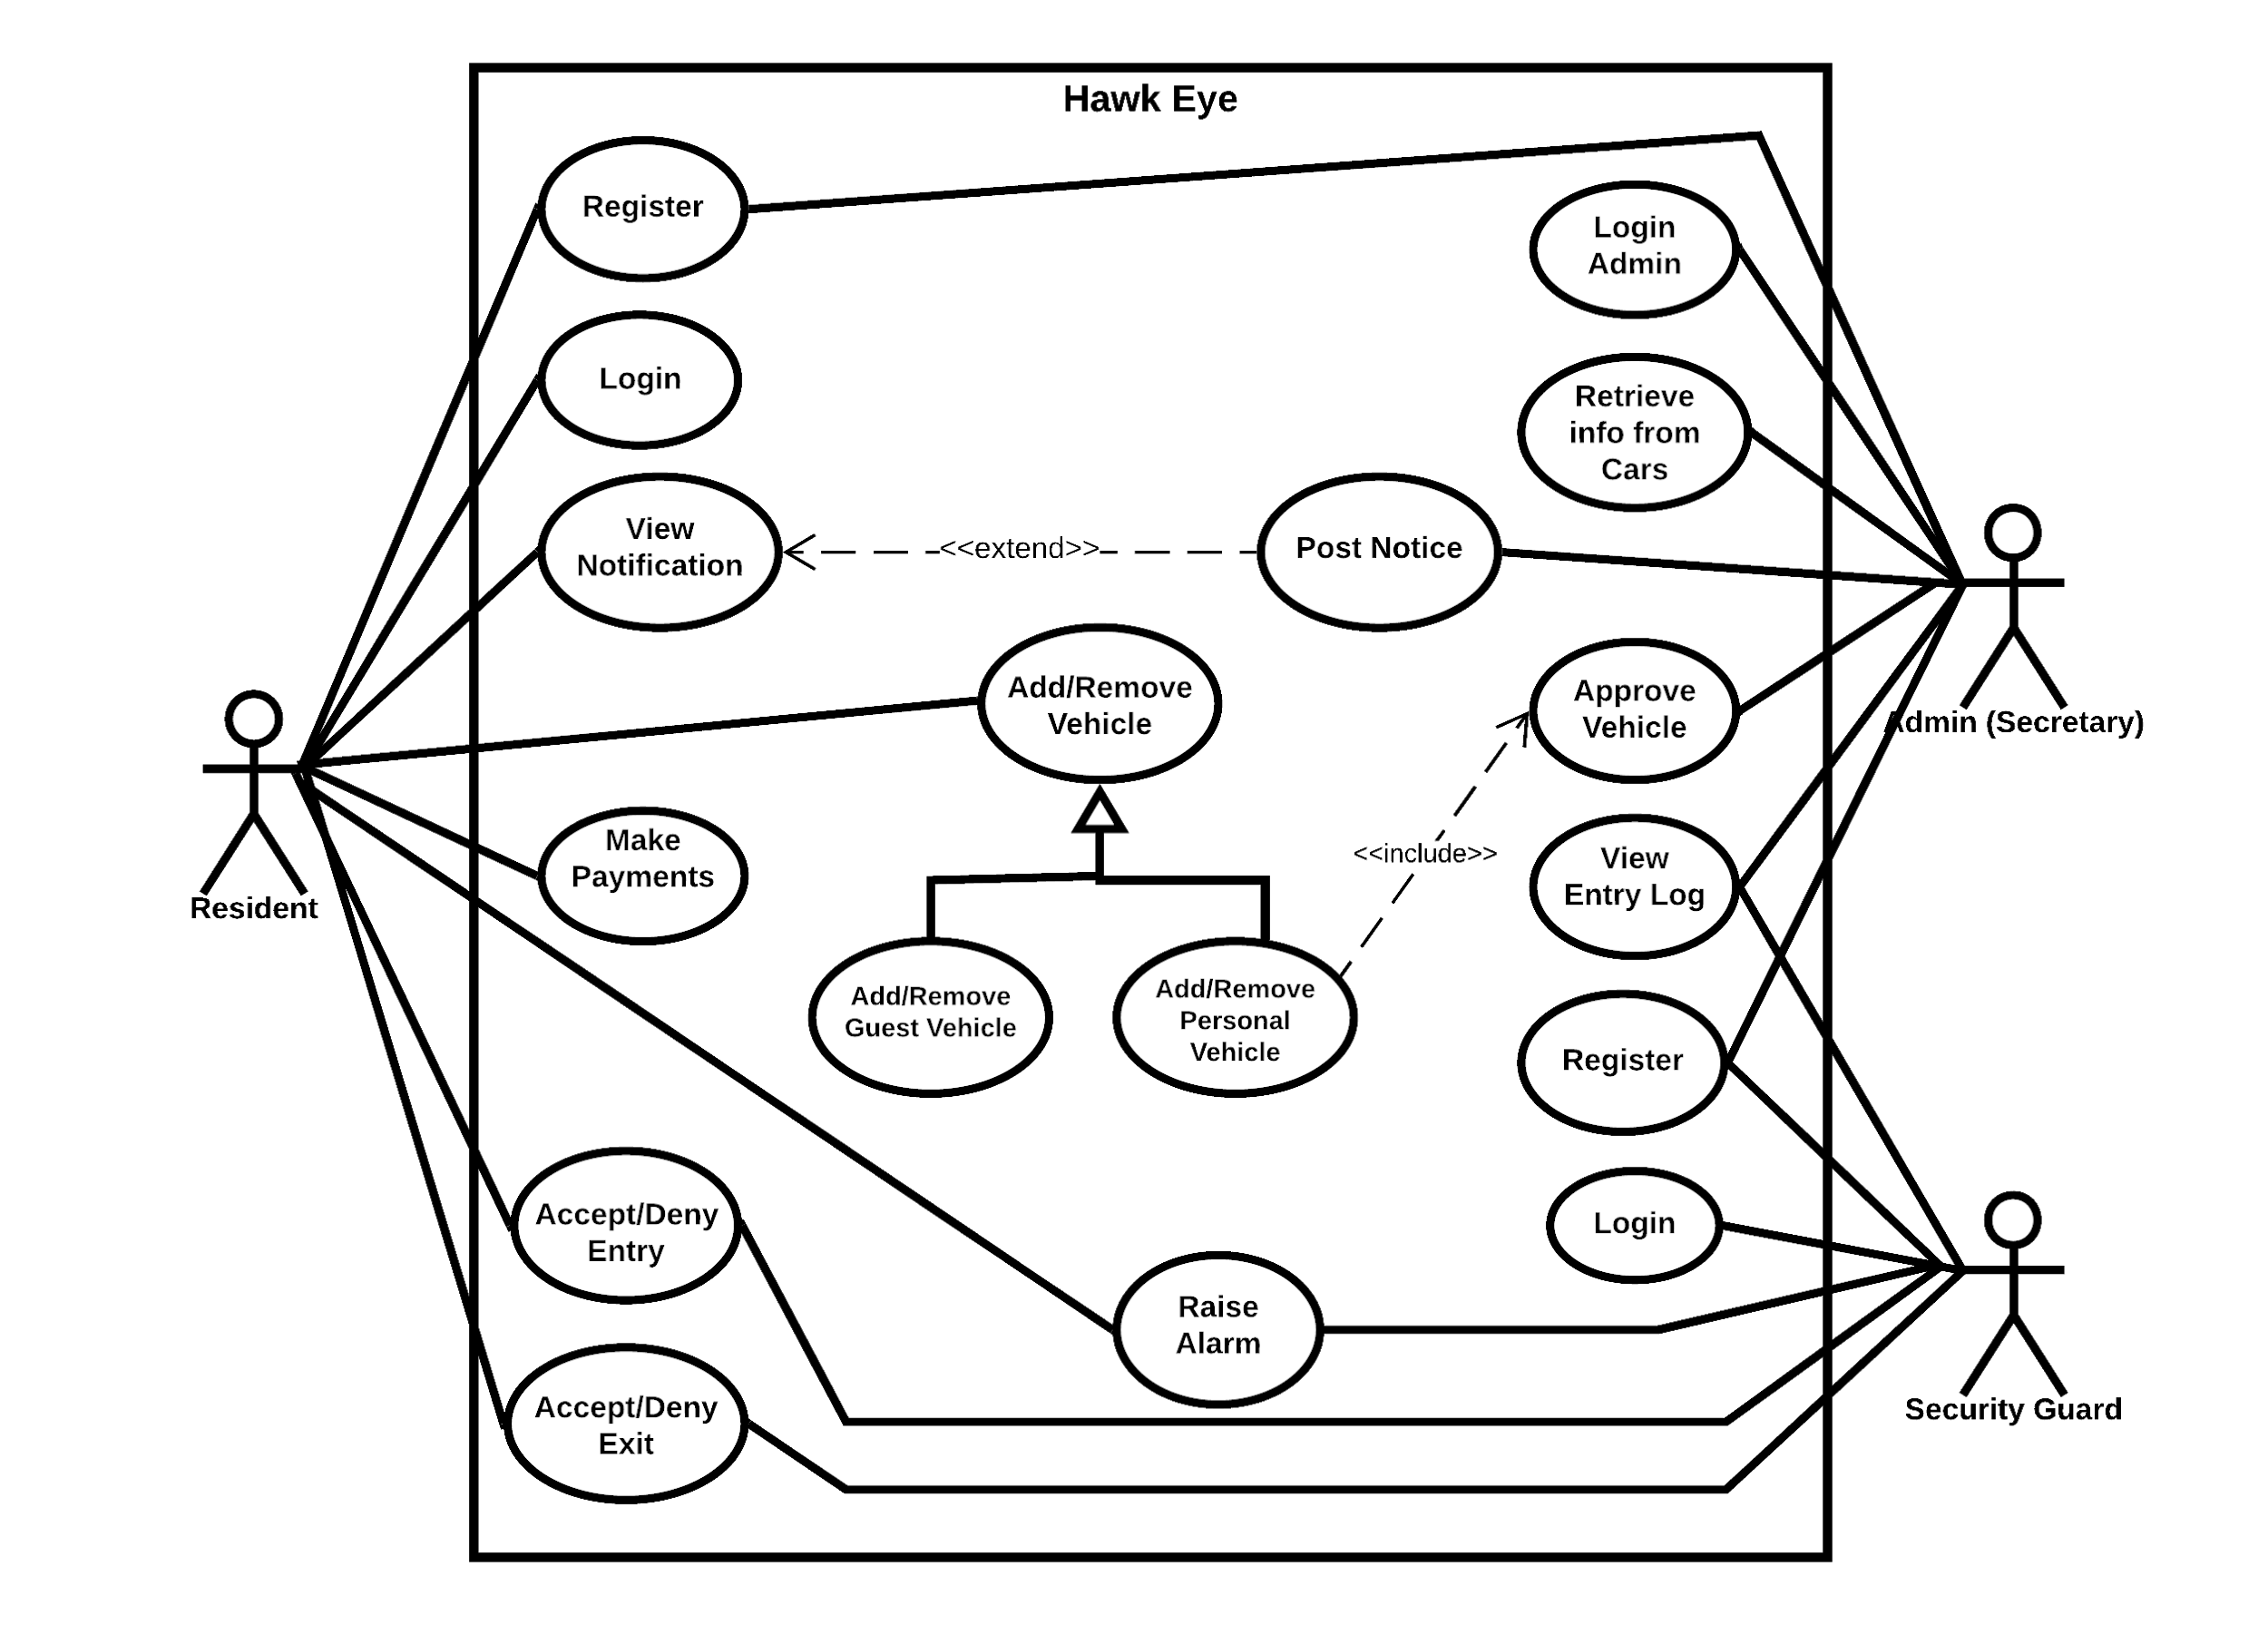 Hawk Eye
Register
Login
Admin
Login
Retrieve
info from
Cars
View
Notification
<<extend>>
Post Notice
Add/Remove
Vehicle
Approve
Vehicle
Admin (Secretary)
Resident
Make
Payments
<<include>>
View
Entry Log
Add/Remove
Guest Vehicle
Add/Remove
Personal
Vehicle
Register
Accept/Deny
Entry
Login
Raise
Alarm
Accept/Deny
Exit
Security Guard